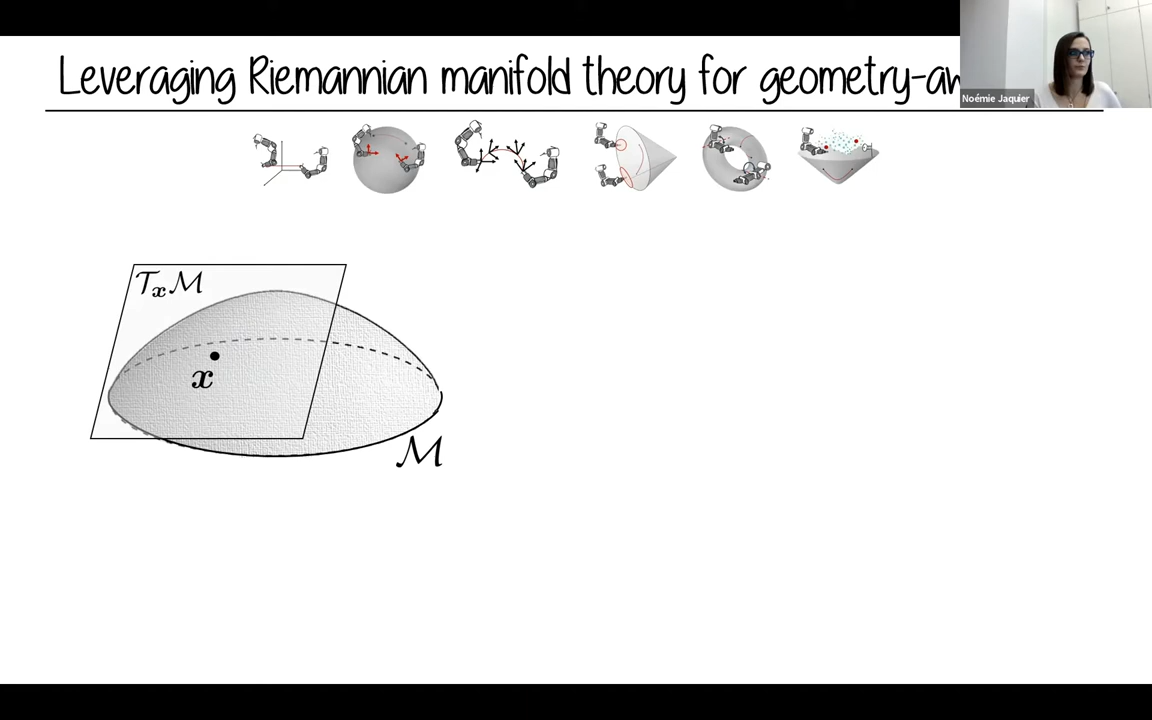 Leveraging Riemannian manifold theory for geometry-aw
Noémie Jaquier
𝒯ₓℳ
x
ℳ